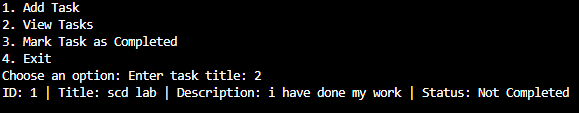 1. Add Task
2. View Tasks
3. Mark Task as Completed
4. Exit
Choose an option: Enter task title: 2
ID: 1 | Title: scd lab | Description: i have done my work | Status: Not Completed